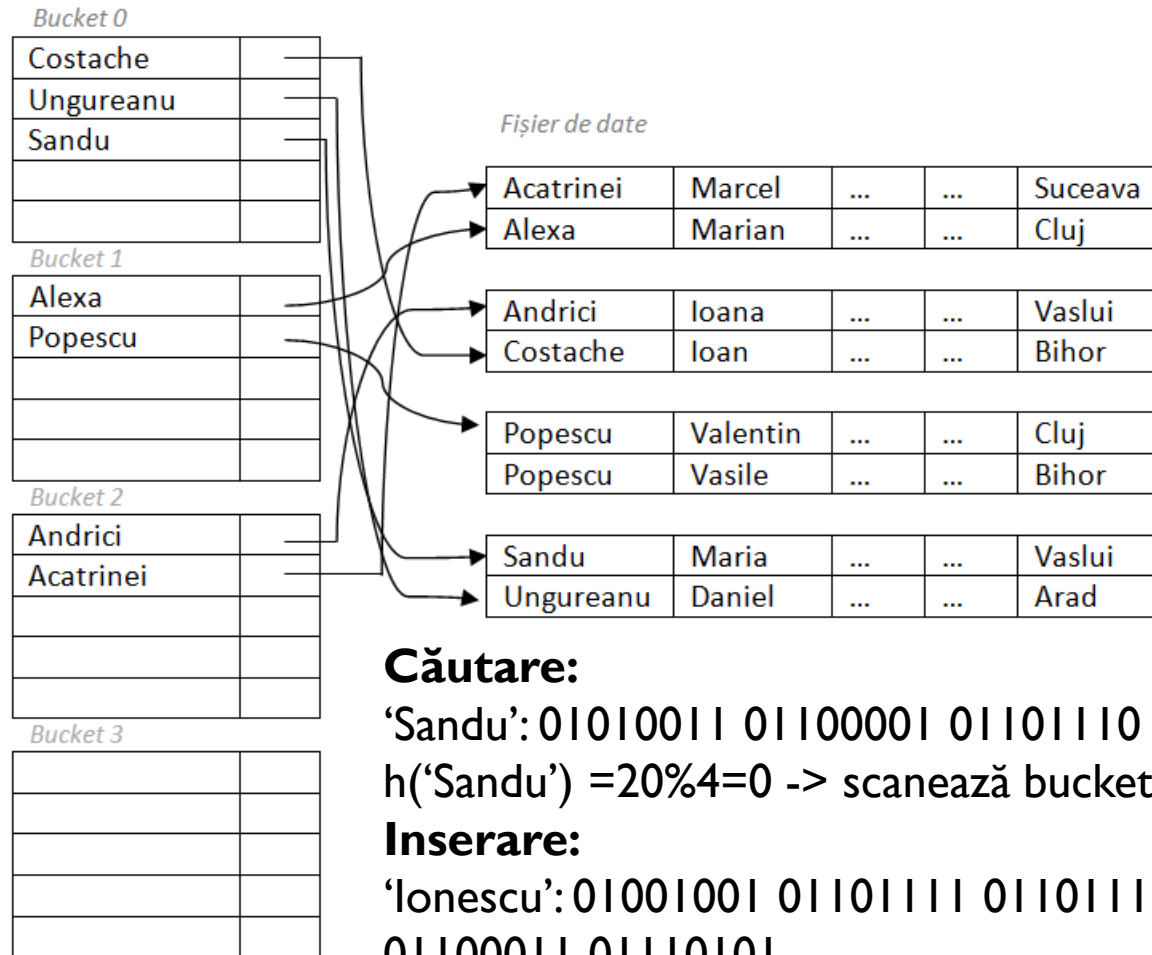 Bucket 0
Costache
Ungureanu
Sandu
Bucket 1
Alexa
Popescu
Bucket 2
Andrici
Acatrinei
Bucket 3
Fișier de date
Acatrinei Marcel ... ... Suceava
Alexa Marian ... ... Cluj
Andrici Ioana ... ... Vaslui
Costache Ioan ... ... Bihor
Popescu Valentin ... ... Cluj
Popescu Vasile ... ... Bihor
Sandu Maria ... ... Vaslui
Ungureanu Daniel ... ... Arad
Căutare:
‘Sandu’: 01010011 01100001 01101110
h(‘Sandu’) =20%4=0 -> scanează bucket
Inserare:
‘Ionescu’: 01001001 01101111 0110111
01100011 01110101